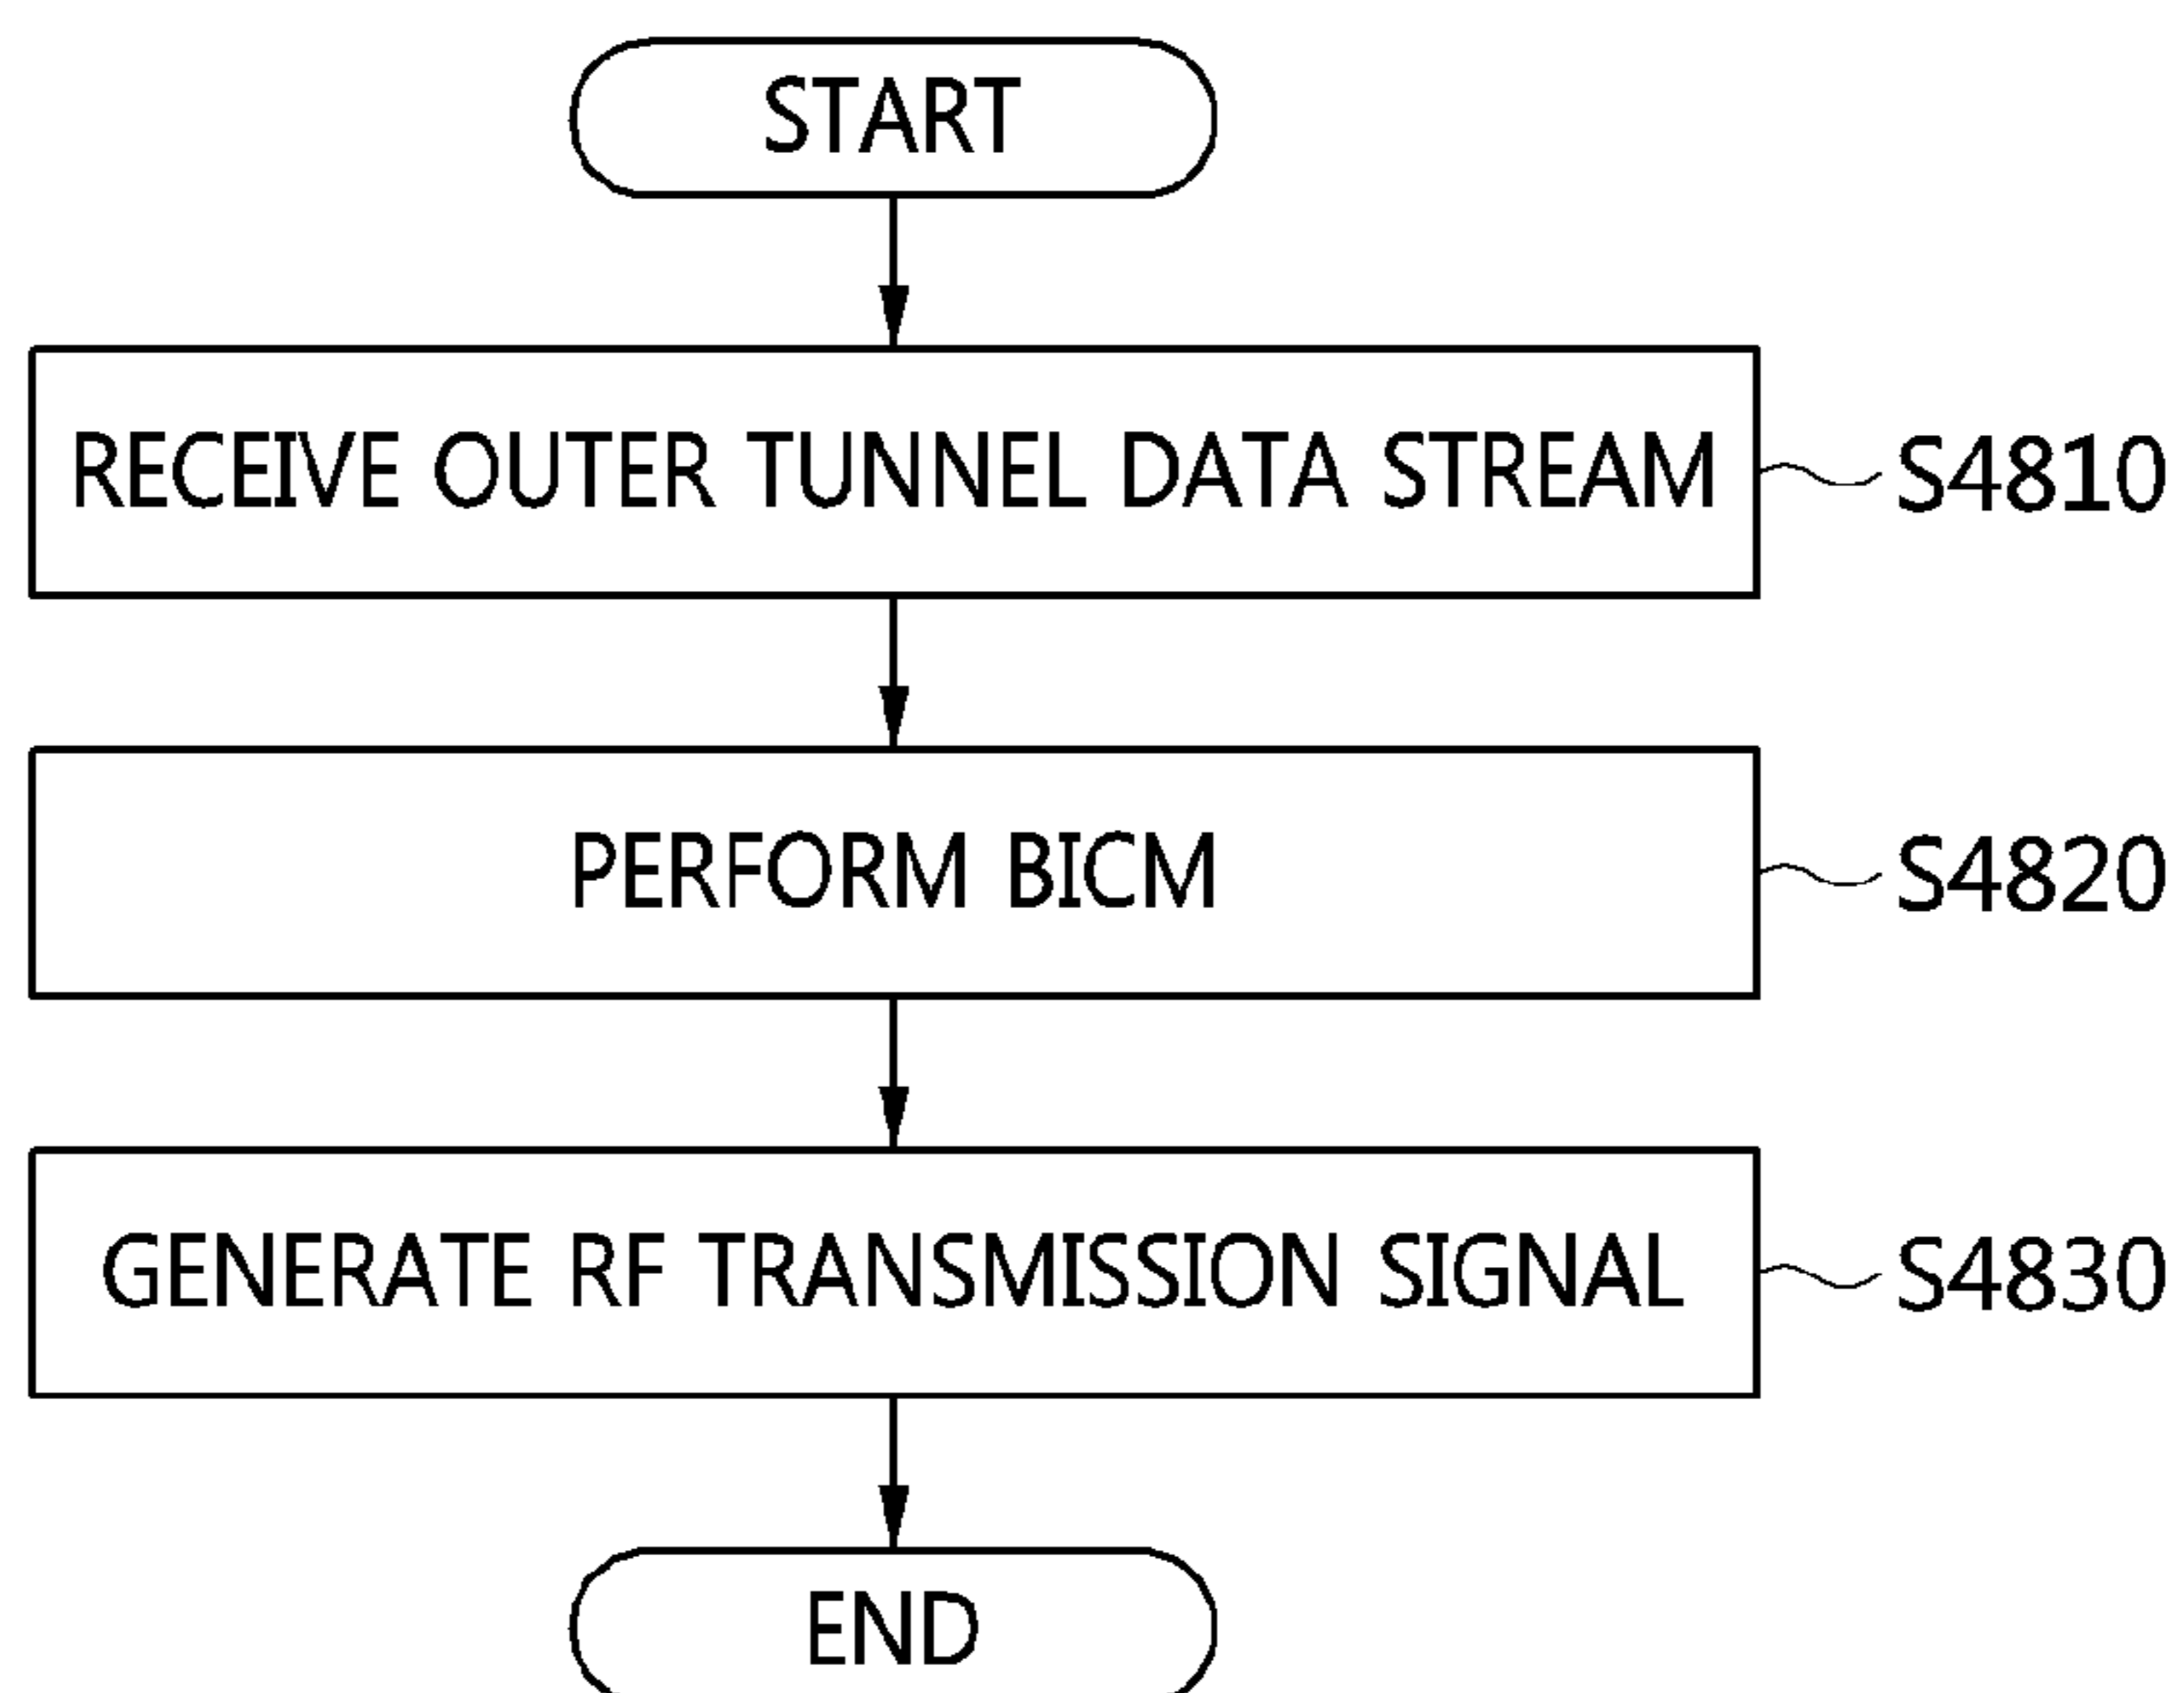 START
RECEIVE OUTER TUNNEL DATA STREAM
S4810
PERFORM BICM
S4820
GENERATE RF TRANSMISSION SIGNAL
S4830
END